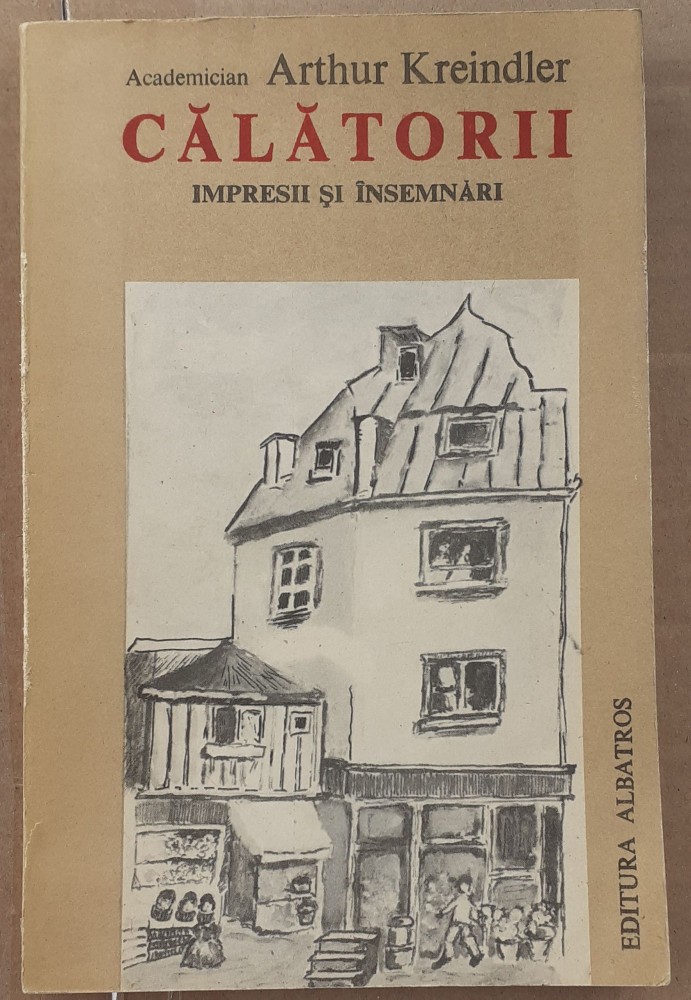 Academician Arthur Kreindler
CĂLĂTORII
IMPRESII ŞI ÎNSEMNĂRI
EDITURA ALBATROS